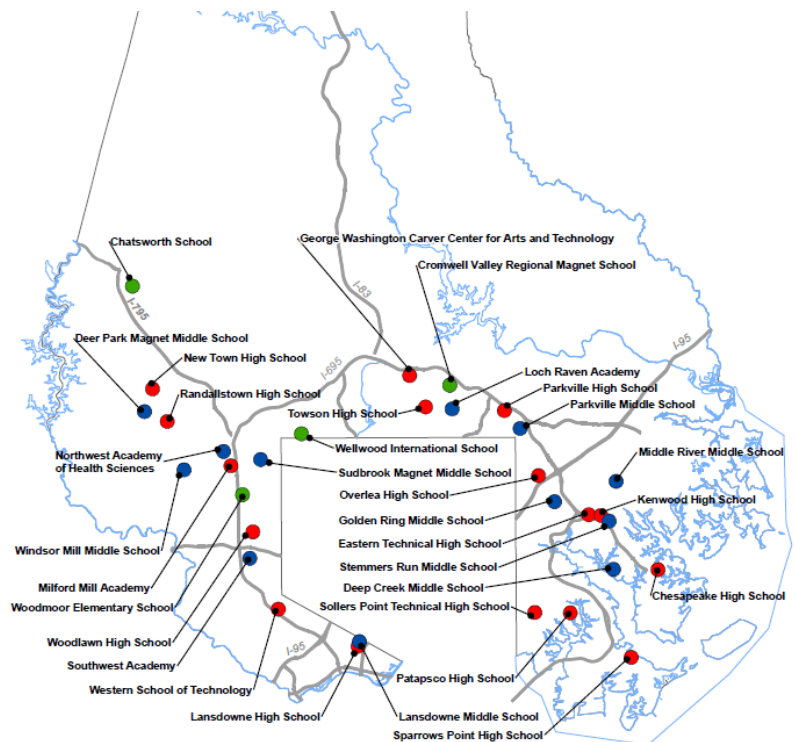 George Washington Carver Center for Arts and Technology
Chatsworth School
Cromwell Valley Regional Magnet School
I-83
I-795
Deer Park Magnet Middle School
I-95
New Town High School
I-695
Loch Raven Academy
Parkville High School
Randallstown High School
Parkville Middle School
Towson High School
Wellwood International School
Northwest Academy
of Health Sciences
Middle River Middle School
Sudbrook Magnet Middle School
Overlea High School
Kenwood High School
Golden Ring Middle School
Eastern Technical High School
Windsor Mill Middle School
Stemmers Run Middle School
Milford Mill Academy
Deep Creek Middle School
Chesapeake High School
Woodmoor Elementary School
Sollers Point Technical High School
Woodlawn High School
I-95
Southwest Academy
Patapsco High School
Western School of Technology
Lansdowne High School
Lansdowne Middle School
Sparrows Point High School